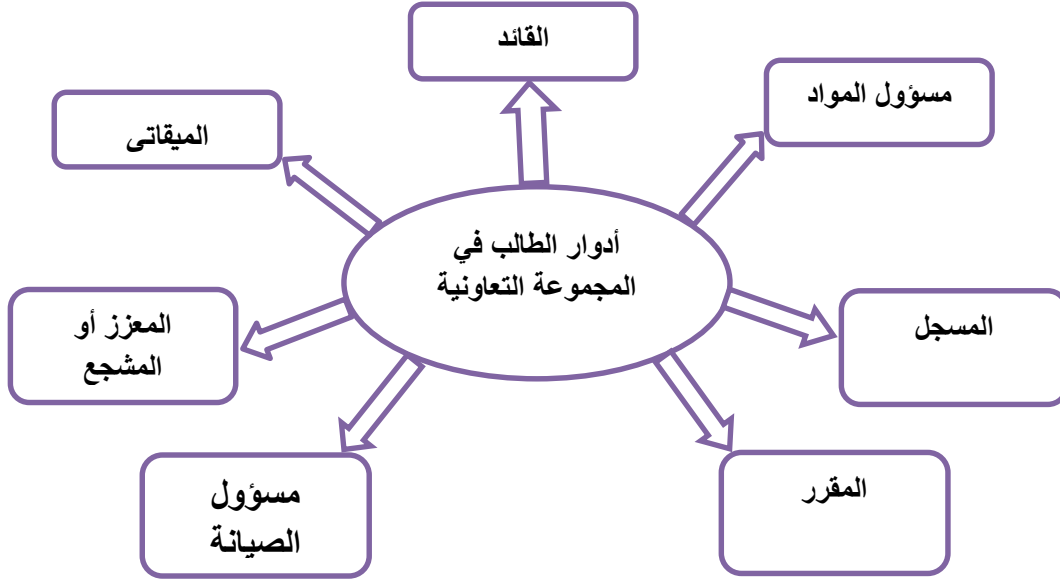 القائد
مسؤول المواد
الميقاتى
أدوار الطالب في
المجموعة التعاونية
المسجل
المعزز أو
المشجع
المقرر
مسؤول
الصيانة